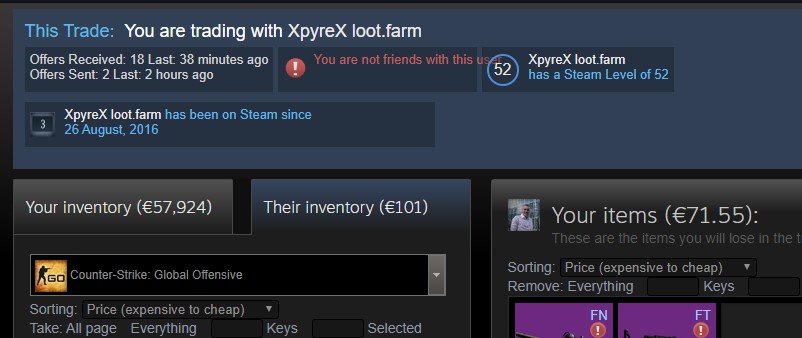 This Trade: You are trading with XpyreX loot.farm
Offers Received: 18 Last: 38 minutes ago
Offers Sent: 2 Last: 2 hours ago
You are not friends with this user
52
XpyreX loot.farm
has a Steam Level of 52
3
XpyreX loot.farm has been on Steam since
26 August, 2016
Your inventory (€57,924)
Their inventory (€101)
Your items (€71.55):
These are the items you will lose in the
GO
Counter-Strike: Global Offensive
Sorting: Price (expensive to cheap)
Remove: Everything Keys
Sorting: Price (expensive to cheap)
Take: All page Everything Keys Selected
FN
FT